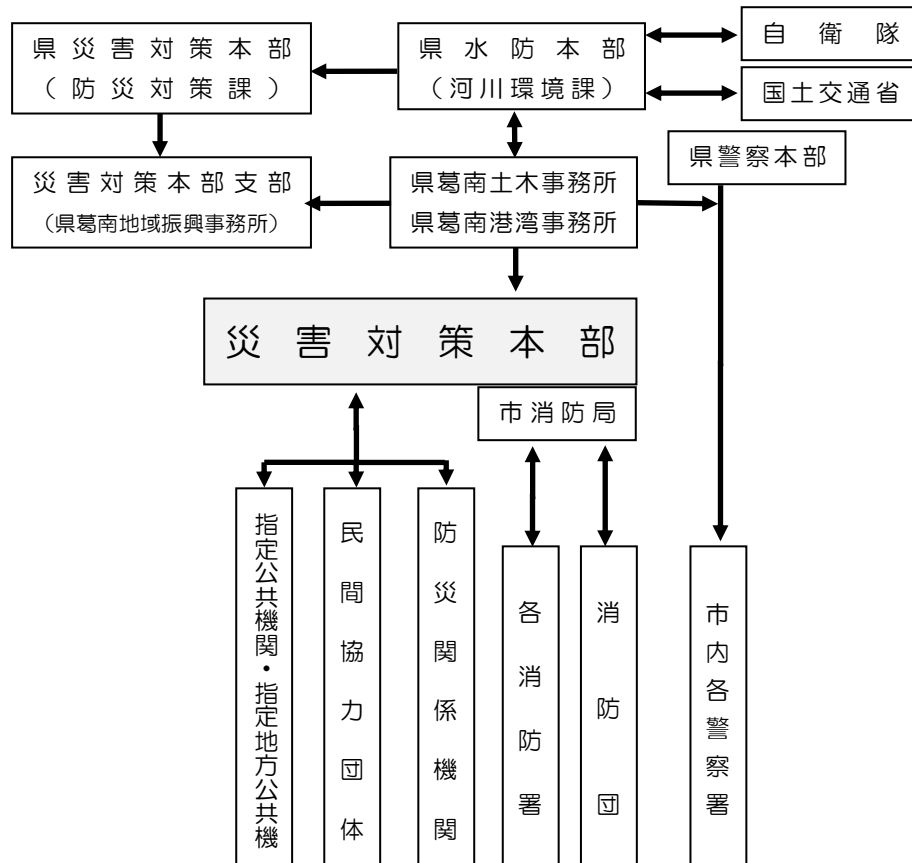 県災害対策本部
(防災対策課)
県水防本部
(河川環境課)
自衛隊
国土交通省
県警察本部
災害対策本部支部
(県葛南地域振興事務所)
県葛南土木事務所
県葛南港湾事務所
災害対策本部
市消防局
指定公共機関・指定地方公共機
民間協力団体
防災関係機関
各消防署
消防団
市内各警察署